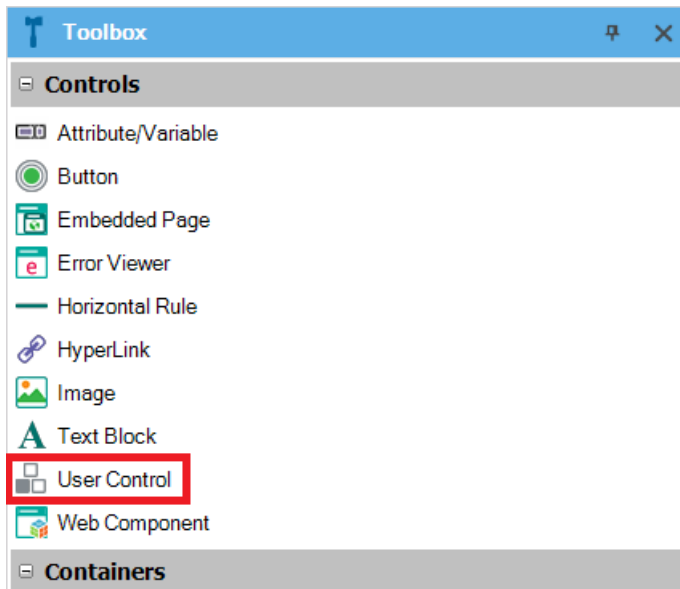 Toolbox
Controls
Attribute/Variable
Button
Embedded Page
e Error Viewer
Horizontal Rule
HyperLink
Image
A Text Block
User Control
Web Component
Containers